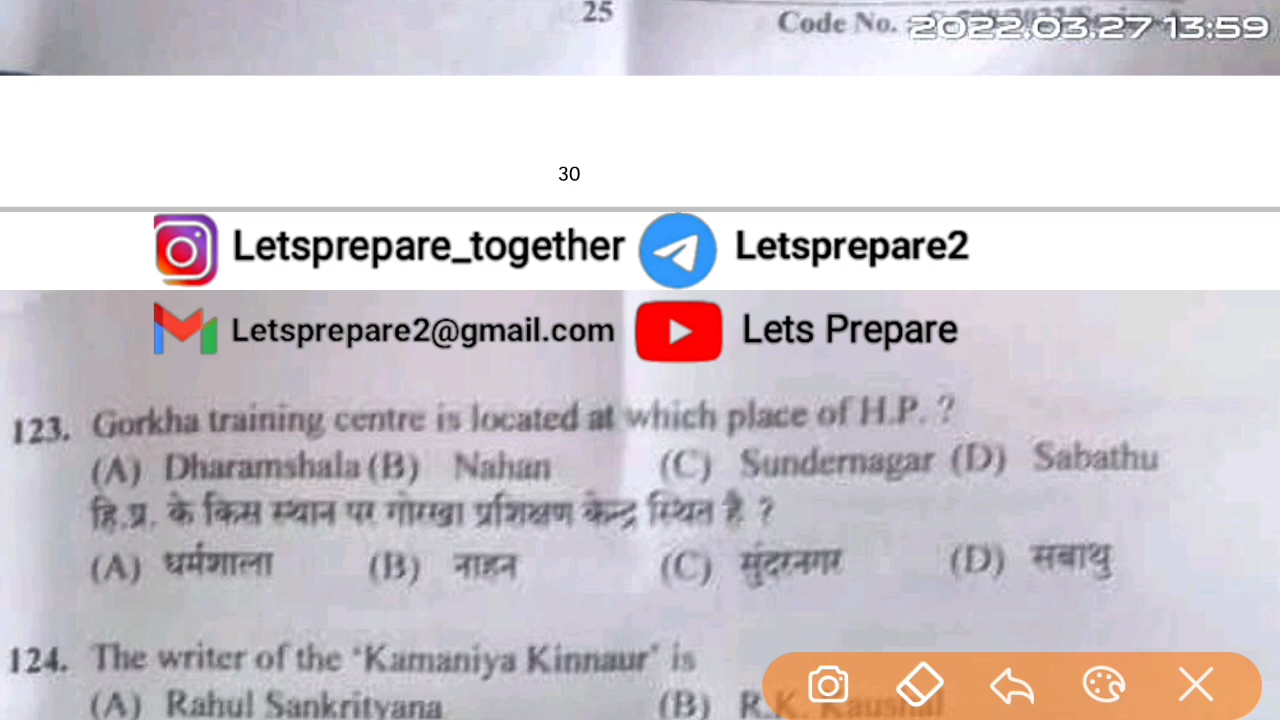 25
Code No. 2022.03.27 13:59
30
Letsprepare_together Letsprepare2
Letsprepare2@gmail.com Lets Prepare
123. Gorkha training centre is located at which place of H.P. ?
(A) Dharamshala (B) Nahan (C) Sundernagar (D) Sabathu
हि.प्र. के किस स्थान पर गोरखा प्रशिक्षण केन्द्र स्थित है ?
(A) धर्मशाला (B) नाहन (C) सुंदरनगर (D) सबाथु
124. The writer of the 'Kamaniya Kinnaur' is
(A) Rahul Sankrityana (B) R.K. Kaushal